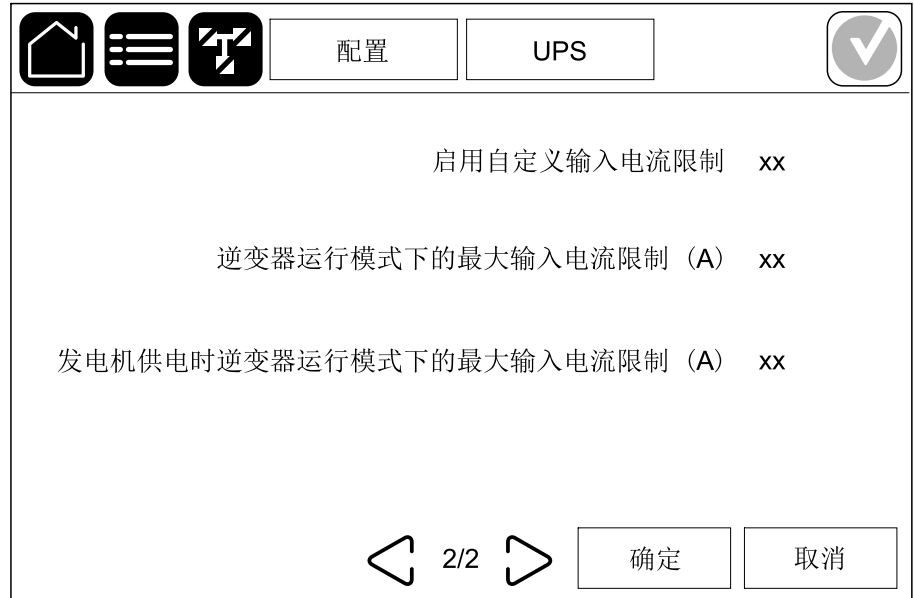 配置 UPS
启用自定义输入电流限制 xx
逆变器运行模式下的最大输入电流限制 (A) xx
发电机供电时逆变器运行模式下的最大输入电流限制 (A) xx
2/2 确定 取消